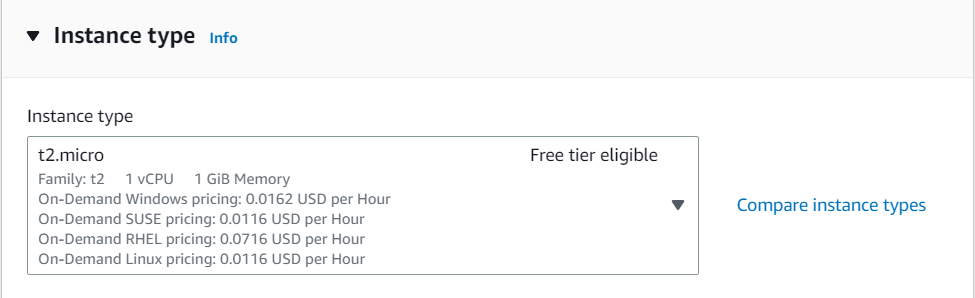 Instance type Info
Instance type
t2.micro Free tier eligible
Family: t2 1 vCPU 1 GiB Memory
On-Demand Windows pricing: 0.0162 USD per Hour
On-Demand SUSE pricing: 0.0116 USD per Hour
On-Demand RHEL pricing: 0.0716 USD per Hour
On-Demand Linux pricing: 0.0116 USD per Hour
Compare instance types